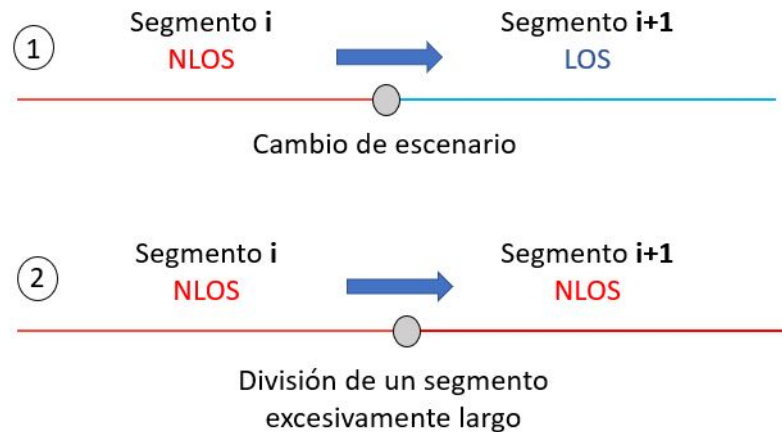 1
Segmento i
NLOS
Segmento i+1
LOS
Cambio de escenario
2
Segmento i
NLOS
Segmento i+1
NLOS
División de un segmento
excesivamente largo